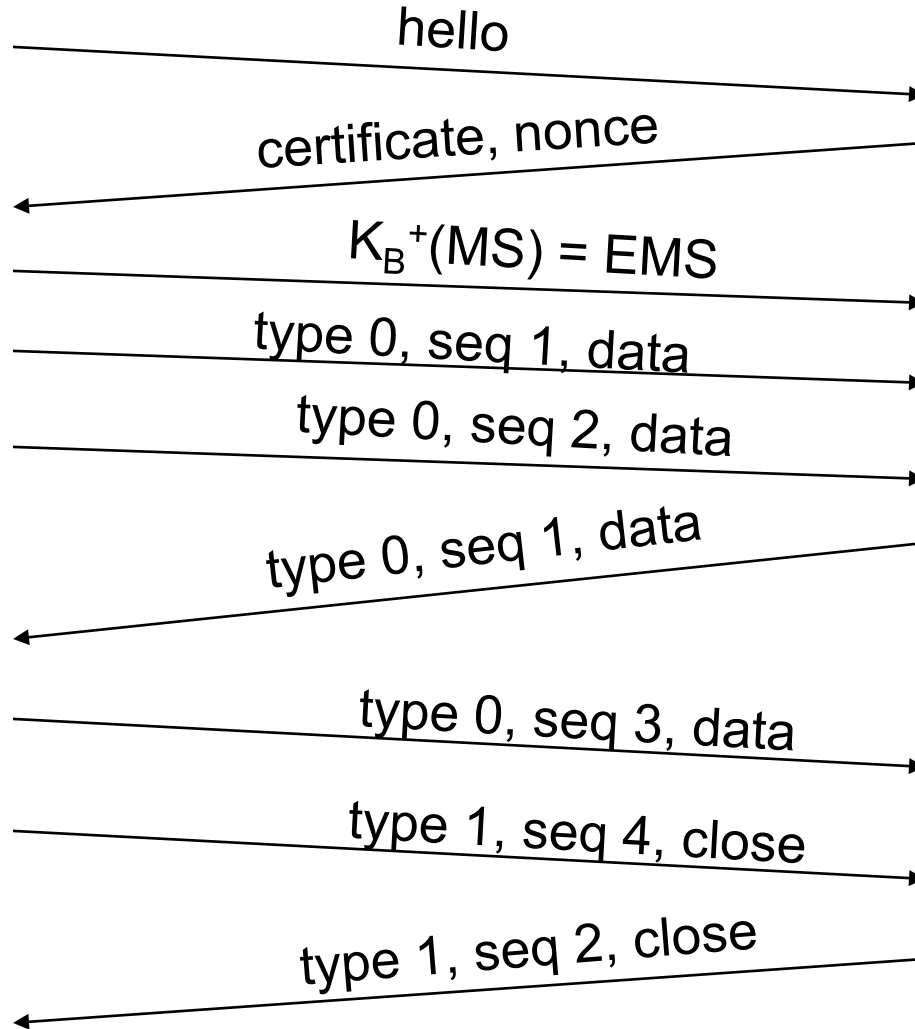 hello
certificate, nonce
K_B⁺(MS) = EMS
type 0, seq 1, data
type 0, seq 2, data
type 0, seq 1, data
type 0, seq 3, data
type 1, seq 4, close
type 1, seq 2, close